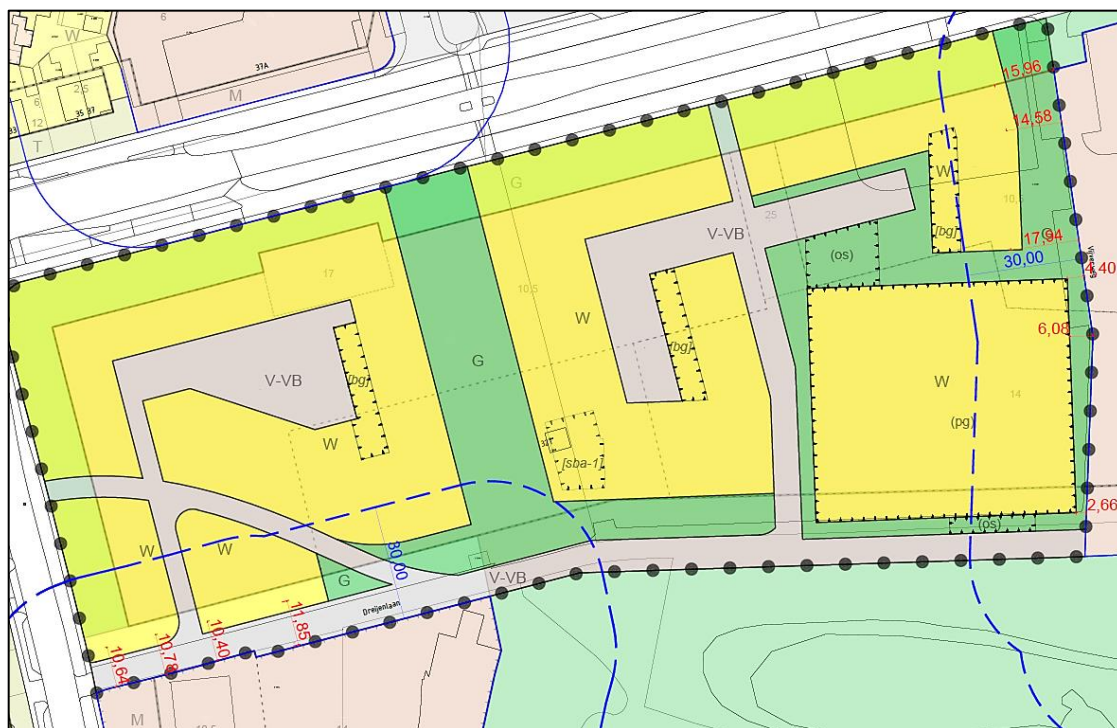 6
W
37A
M
2,5
6
12
35 37
33
T
15,96
14,58
G
W
10,5
25
V-VB
[bg]
(os)
17,94
G
30,00
4,40
17
10,5
W
6,08
G
[bg]
V-VB
[bg]
W
14
(pg)
W
321
[sba-1]
2,66
(os)
W
W
30,00
G
V-VB
Dreijenlaan
11,85
10,40
10,78
10,64
M